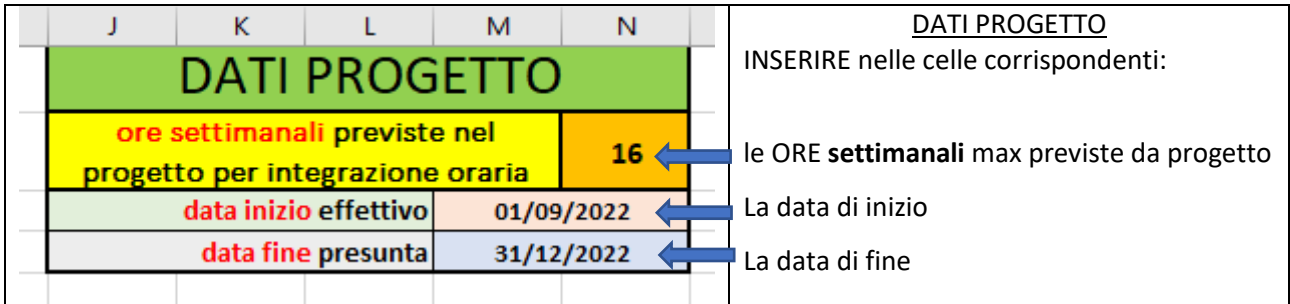 J K L M N
DATI PROGETTO
ore settimanali previste nel
progetto per integrazione oraria
16
data inizio effettivo 01/09/2022
data fine presunta 31/12/2022
DATI PROGETTO
INSERIRE nelle celle corrispondenti:
le ORE settimanali max previste da progetto
La data di inizio
La data di fine